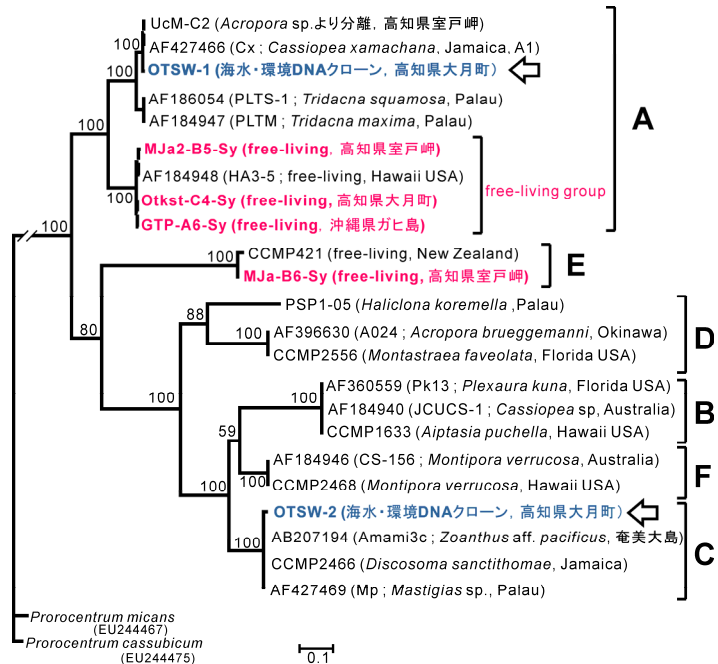 UcM-C2 (Acropora sp.より分離, 高知県室戸岬)
100
AF427466 (Cx ; Cassiopea xamachana, Jamaica, A1)
OTSW-1 (海水・環境DNAクローン, 高知県大月町)
100
AF186054 (PLTS-1 ; Tridacna squamosa, Palau)
AF184947 (PLTM ; Tridacna maxima, Palau)
A
100
MJa2-B5-Sy (free-living, 高知県室戸岬)
AF184948 (HA3-5 ; free-living, Hawaii USA)
100
Otkst-C4-Sy (free-living, 高知県大月町)
free-living group
GTP-A6-Sy (free-living, 沖縄県ガヒ島)
100
CCMP421 (free-living, New Zealand)
100
MJa-B6-Sy (free-living, 高知県室戸岬)
E
80
PSP1-05 (Haliclona koremella ,Palau)
88
AF396630 (A024 ; Acropora brueggemanni, Okinawa)
100
CCMP2556 (Montastraea faveolata, Florida USA)
D
100
AF360559 (Pk13 ; Plexaura kuna, Florida USA)
100
AF184940 (JCUCS-1 ; Cassiopea sp, Australia)
CCMP1633 (Aiptasia puchella, Hawaii USA)
B
59
AF184946 (CS-156 ; Montipora verrucosa, Australia)
100
CCMP2468 (Montipora verrucosa, Hawaii USA)
F
100
OTSW-2 (海水・環境DNAクローン, 高知県大月町)
100
AB207194 (Amami3c ; Zoanthus aff. pacificus, 奄美大島)
CCMP2466 (Discosoma sanctithomae, Jamaica)
C
AF427469 (Mp ; Mastigias sp., Palau)
Prorocentrum micans
(EU244467)
Prorocentrum cassubicum
(EU244475)
0.1